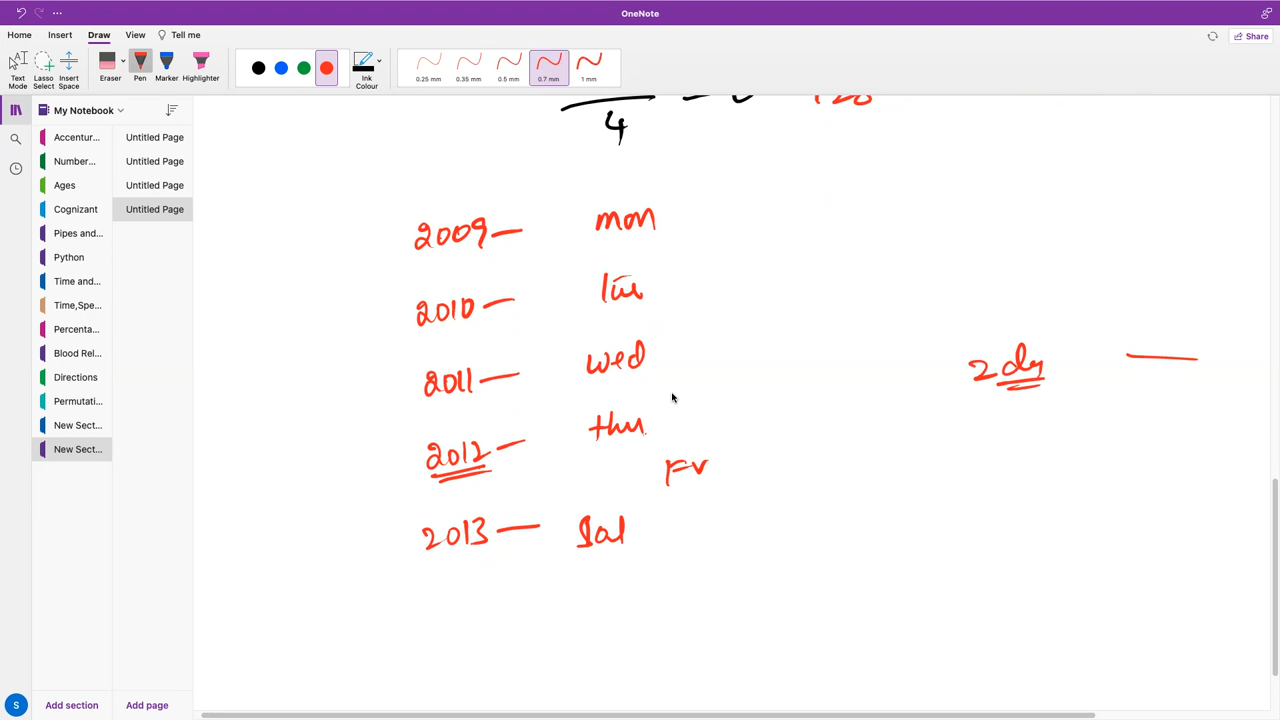 OneNote
Home Insert Draw View Tell me
Share
Text Mode
Lasso Select
Insert Space
Eraser
Pen
Marker
Highlighter
Ink Colour
0.25 mm
0.35 mm
0.5 mm
0.7 mm
1 mm
My Notebook
Accentur... Untitled Page
Number... Untitled Page
Ages Untitled Page
Cognizant Untitled Page
Pipes and...
Python
Time and...
Time,Spe...
Percenta...
Blood Rel...
Directions
Permutati...
New Sect...
New Sect...
4
2009 — mon
2010 — Tue
2011 — wed
2 dy —
2012 — thu
Fr
2013 — Sat
S
Add section Add page